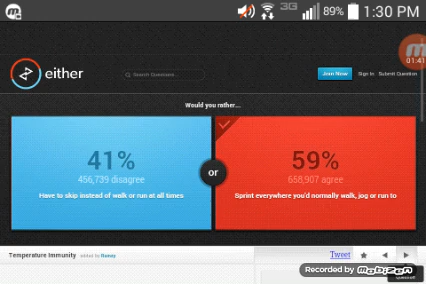 3G 89% 1:30 PM
01:41
either Search Questions... Join Now Sign In Submit Question
Would you rather...
41% 59%
456,739 disagree 658,907 agree
or
Have to skip instead of walk or run at all times Sprint everywhere you'd normally walk, jog or run to
Temperature Immunity Tweet
Recorded by Mobizen